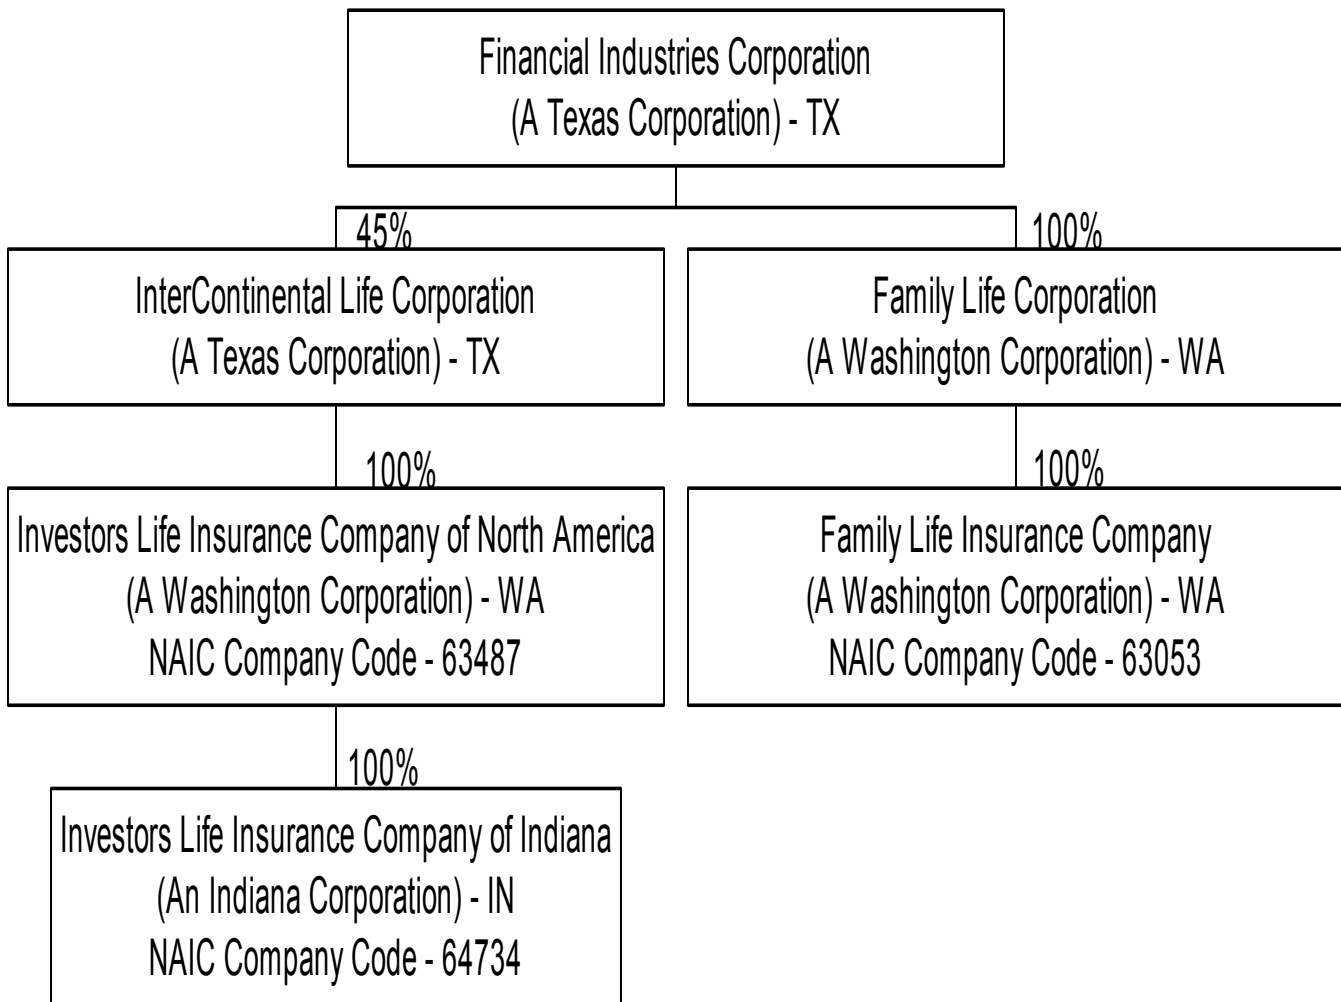 Financial Industries Corporation
(A Texas Corporation) - TX
45%
100%
InterContinental Life Corporation
(A Texas Corporation) - TX
Family Life Corporation
(A Washington Corporation) - WA
100%
100%
Investors Life Insurance Company of North America
(A Washington Corporation) - WA
NAIC Company Code - 63487
Family Life Insurance Company
(A Washington Corporation) - WA
NAIC Company Code - 63053
100%
Investors Life Insurance Company of Indiana
(An Indiana Corporation) - IN
NAIC Company Code - 64734